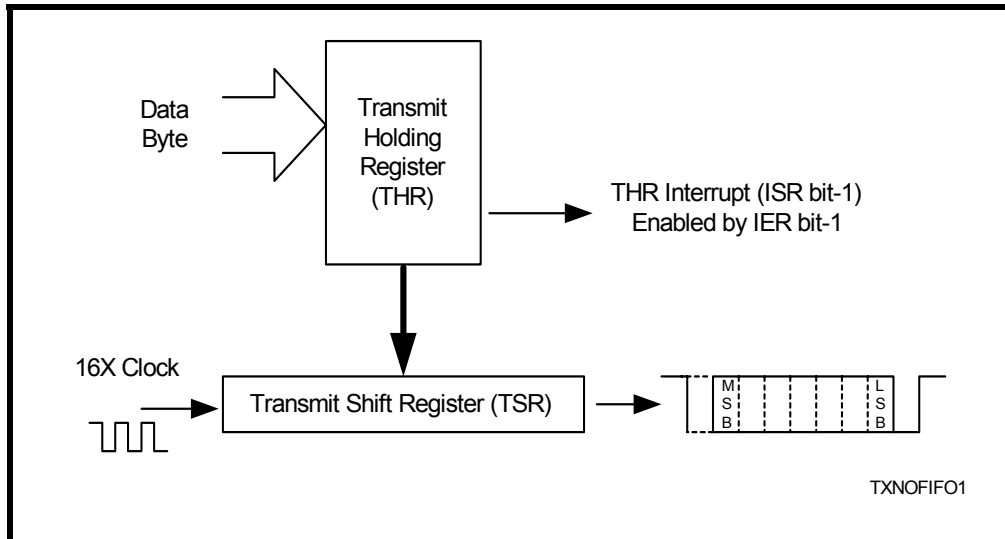 Data
Byte
Transmit
Holding
Register
(THR)
THR Interrupt (ISR bit-1)
Enabled by IER bit-1
16X Clock
Transmit Shift Register (TSR)
M
S
B
L
S
B
TXNOFIFO1